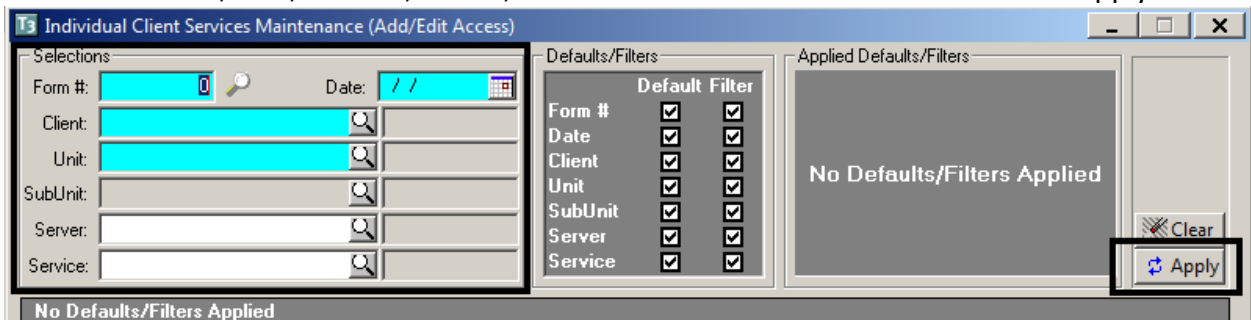 T3 Individual Client Services Maintenance (Add/Edit Access)
Selections
Form #: 0 Date: / /
Client:
Unit:
SubUnit:
Server:
Service:
Defaults/Filters
Default Filter
Form #
Date
Client
Unit
SubUnit
Server
Service
Applied Defaults/Filters
No Defaults/Filters Applied
Clear
Apply
No Defaults/Filters Applied